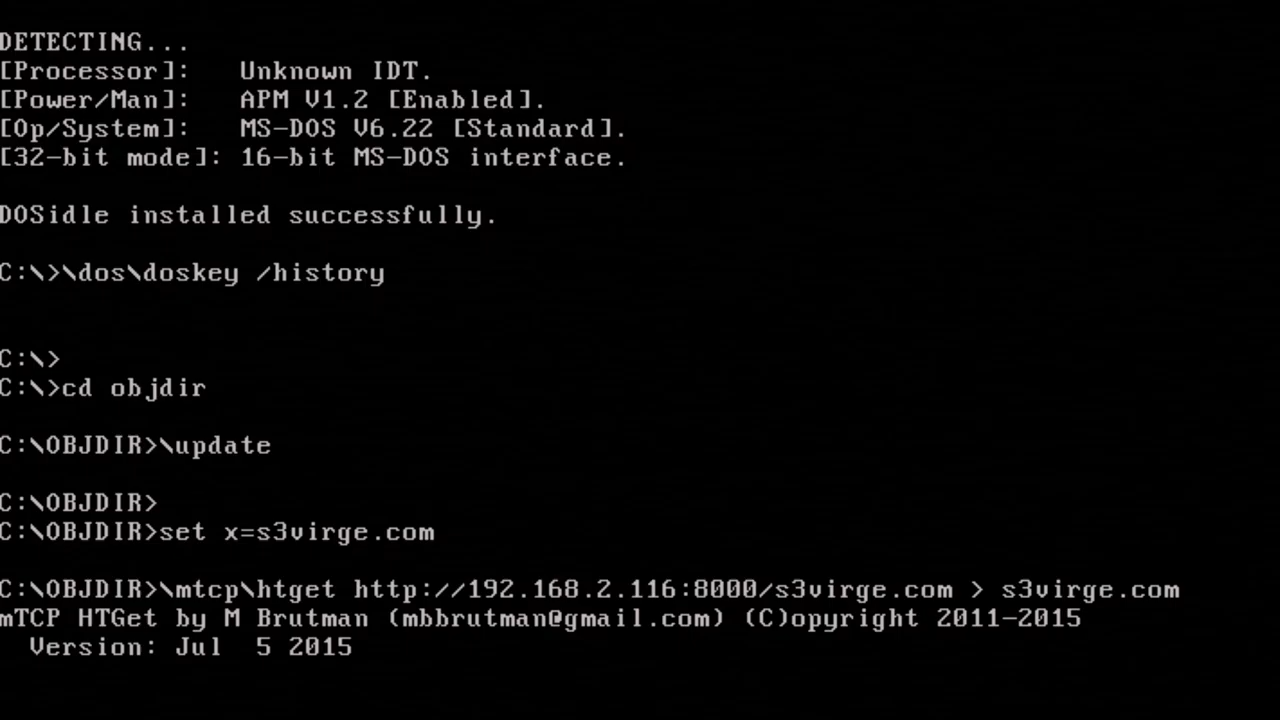 DETECTING...
[Processor]:   Unknown IDT.
[Power/Man]:   APM V1.2 [Enabled].
[Op/System]:   MS-DOS V6.22 [Standard].
[32-bit mode]: 16-bit MS-DOS interface.
DOSidle installed successfully.
C:\>\dos\doskey /history
C:\>
C:\>cd objdir
C:\OBJDIR>\update
C:\OBJDIR>
C:\OBJDIR>set x=s3virge.com
C:\OBJDIR>\mtcp\htget http://192.168.2.116:8000/s3virge.com > s3virge.com
mTCP HTGet by M Brutman (mbbrutman@gmail.com) (C)opyright 2011-2015
  Version: Jul  5 2015